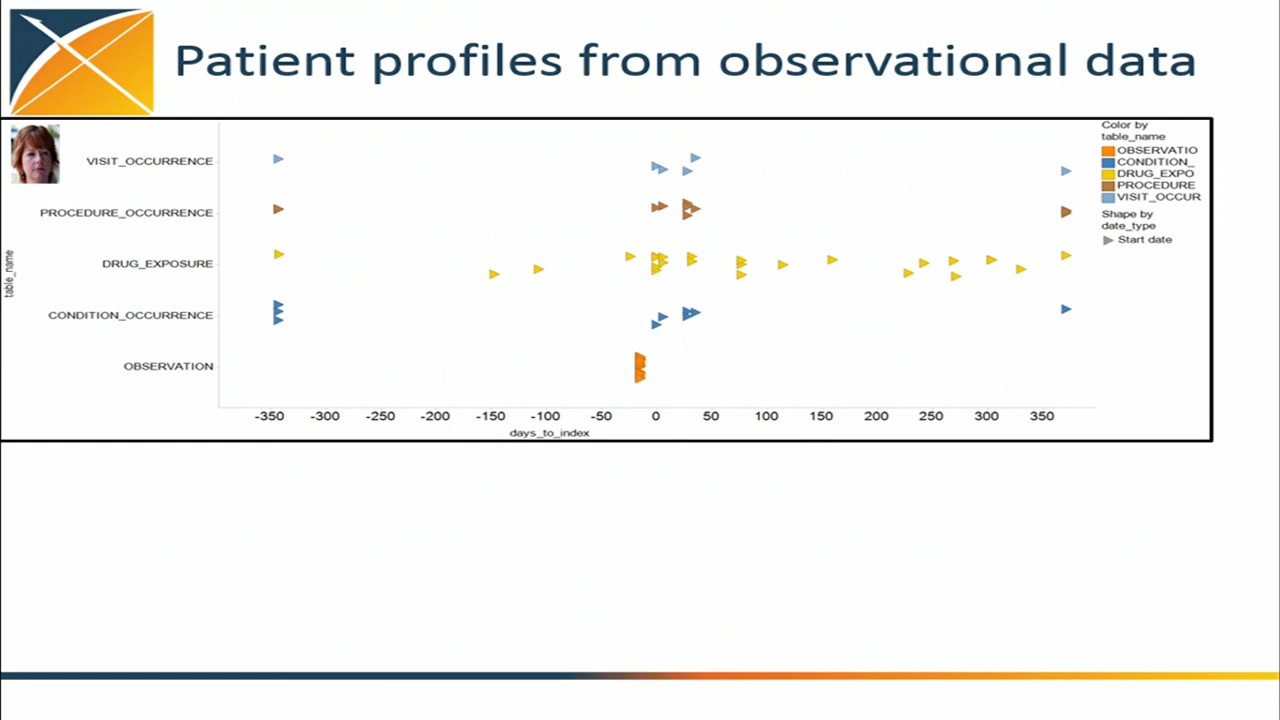 Patient profiles from observational data
VISIT_OCCURRENCE
PROCEDURE_OCCURRENCE
DRUG_EXPOSURE
CONDITION_OCCURRENCE
OBSERVATION
table_name
-350 -300 -250 -200 -150 -100 -50 0 50 100 150 200 250 300 350
days_to_index
Color by
table_name
OBSERVATIO
CONDITION_
DRUG_EXPO
PROCEDURE
VISIT_OCCUR
Shape by
date_type
Start date